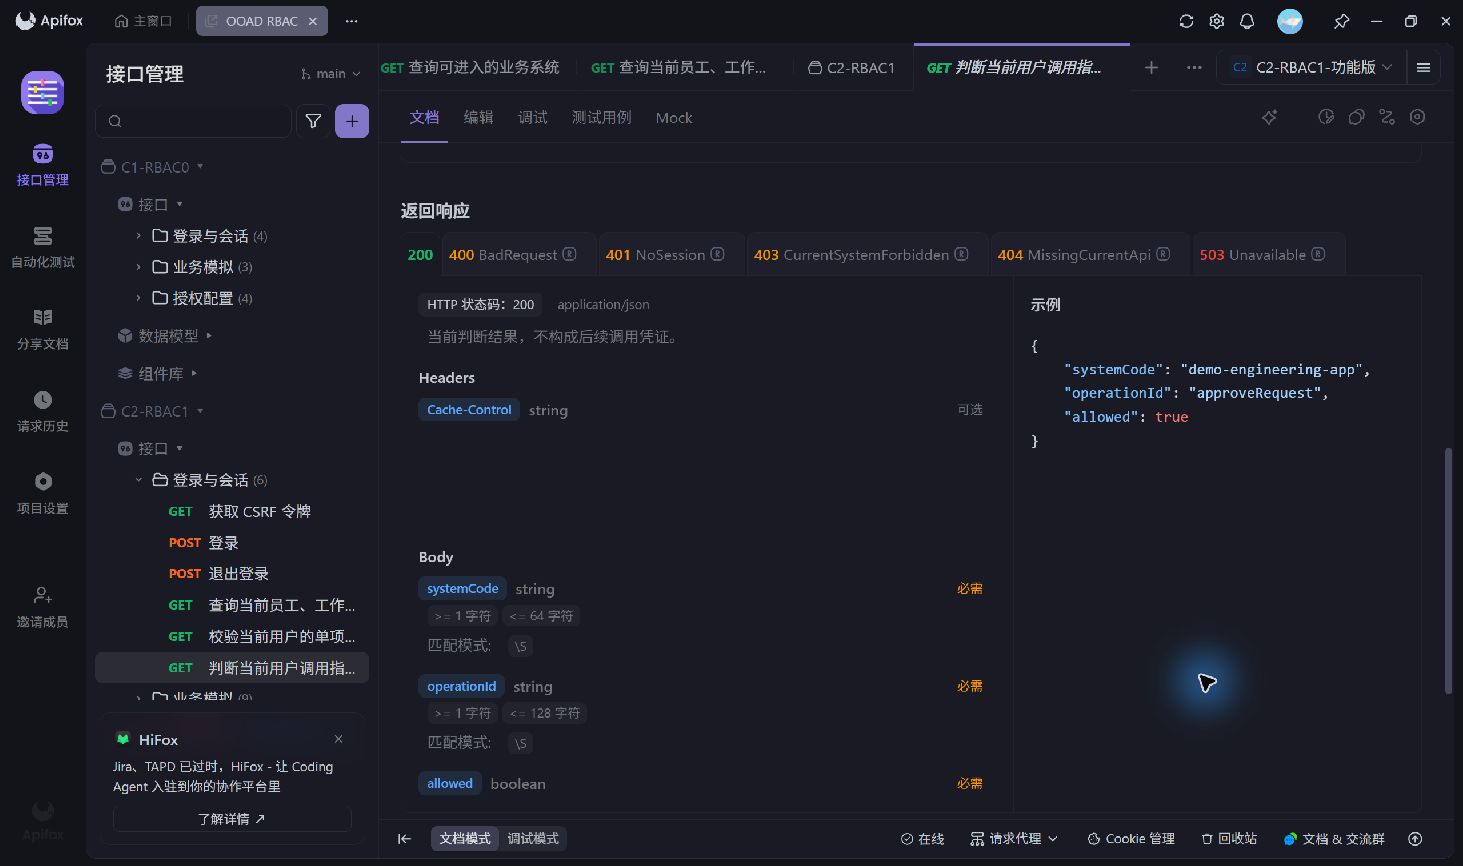 Apifox
主窗口
OOAD RBAC
接口管理
main
GET 查询可进入的业务系统
GET 查询当前员工、工作...
C2-RBAC1
GET 判断当前用户调用指...
C2 C2-RBAC1-功能版
文档
编辑
调试
测试用例
Mock
接口管理
自动化测试
分享文档
请求历史
项目设置
邀请成员
Apifox
C1-RBAC0
接口
登录与会话 (4)
业务模拟 (3)
授权配置 (4)
数据模型
组件库
C2-RBAC1
接口
登录与会话 (6)
GET 获取 CSRF 令牌
POST 登录
POST 退出登录
GET 查询当前员工、工作...
GET 校验当前用户的单项...
GET 判断当前用户调用指...
业务模拟 (9)
HiFox
Jira、TAPD 已过时，HiFox - 让 Coding
Agent 入驻到你的协作平台里
了解详情 ↗
返回响应
200
400 BadRequest R
401 NoSession R
403 CurrentSystemForbidden R
404 MissingCurrentApi R
503 Unavailable R
HTTP 状态码：200 application/json
当前判断结果，不构成后续调用凭证。
Headers
Cache-Control string 可选
Body
systemCode string 必需
>= 1 字符 <= 64 字符
匹配模式: \S
operationId string 必需
>= 1 字符 <= 128 字符
匹配模式: \S
allowed boolean 必需
示例
{
"systemCode": "demo-engineering-app",
"operationId": "approveRequest",
"allowed": true
}
文档模式
调试模式
在线
请求代理
Cookie 管理
回收站
文档 & 交流群